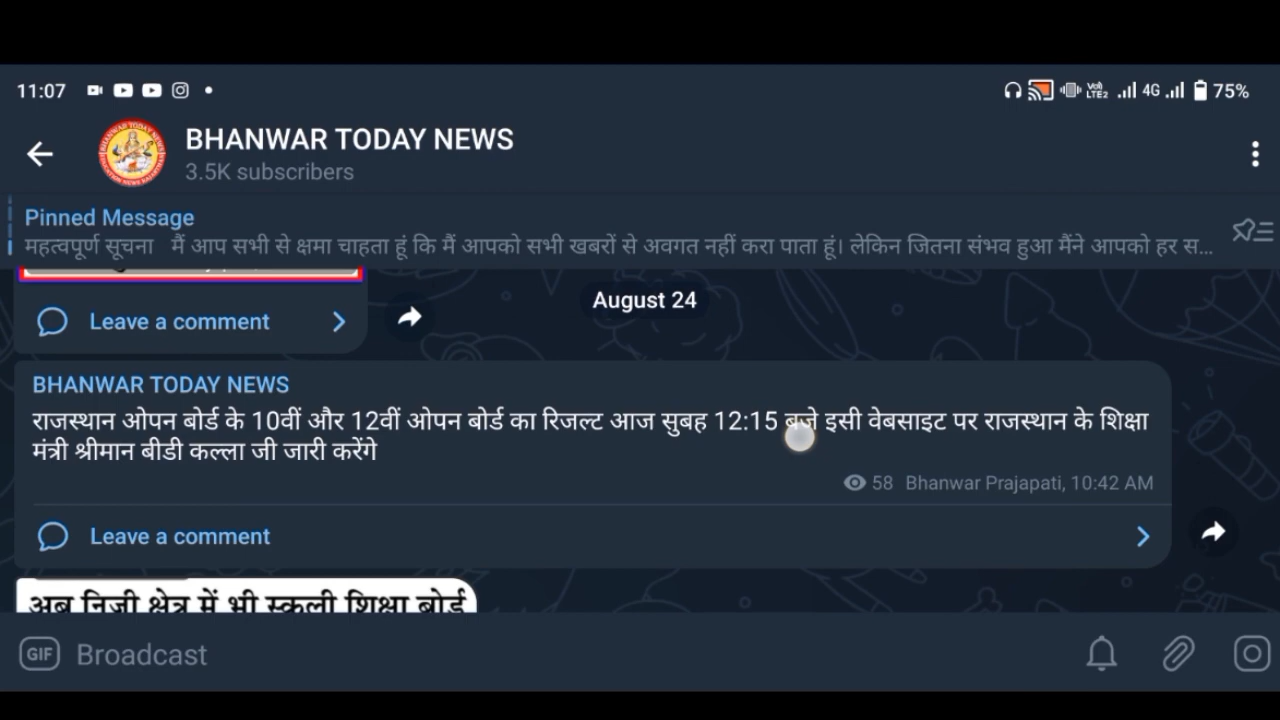 11:07
Vo)) LTE2 4G 75%
BHANWAR TODAY NEWS
3.5K subscribers
Pinned Message
महत्वपूर्ण सूचना मैं आप सभी से क्षमा चाहता हूं कि मैं आपको सभी खबरों से अवगत नहीं करा पाता हूं। लेकिन जितना संभव हुआ मैंने आपको हर स...
Leave a comment
August 24
BHANWAR TODAY NEWS
राजस्थान ओपन बोर्ड के 10वीं और 12वीं ओपन बोर्ड का रिजल्ट आज सुबह 12:15 बजे इसी वेबसाइट पर राजस्थान के शिक्षा
मंत्री श्रीमान बीडी कल्ला जी जारी करेंगे
58 Bhanwar Prajapati, 10:42 AM
Leave a comment
अब निजी क्षेत्र में भी स्कूली शिक्षा बोर्ड
GIF Broadcast